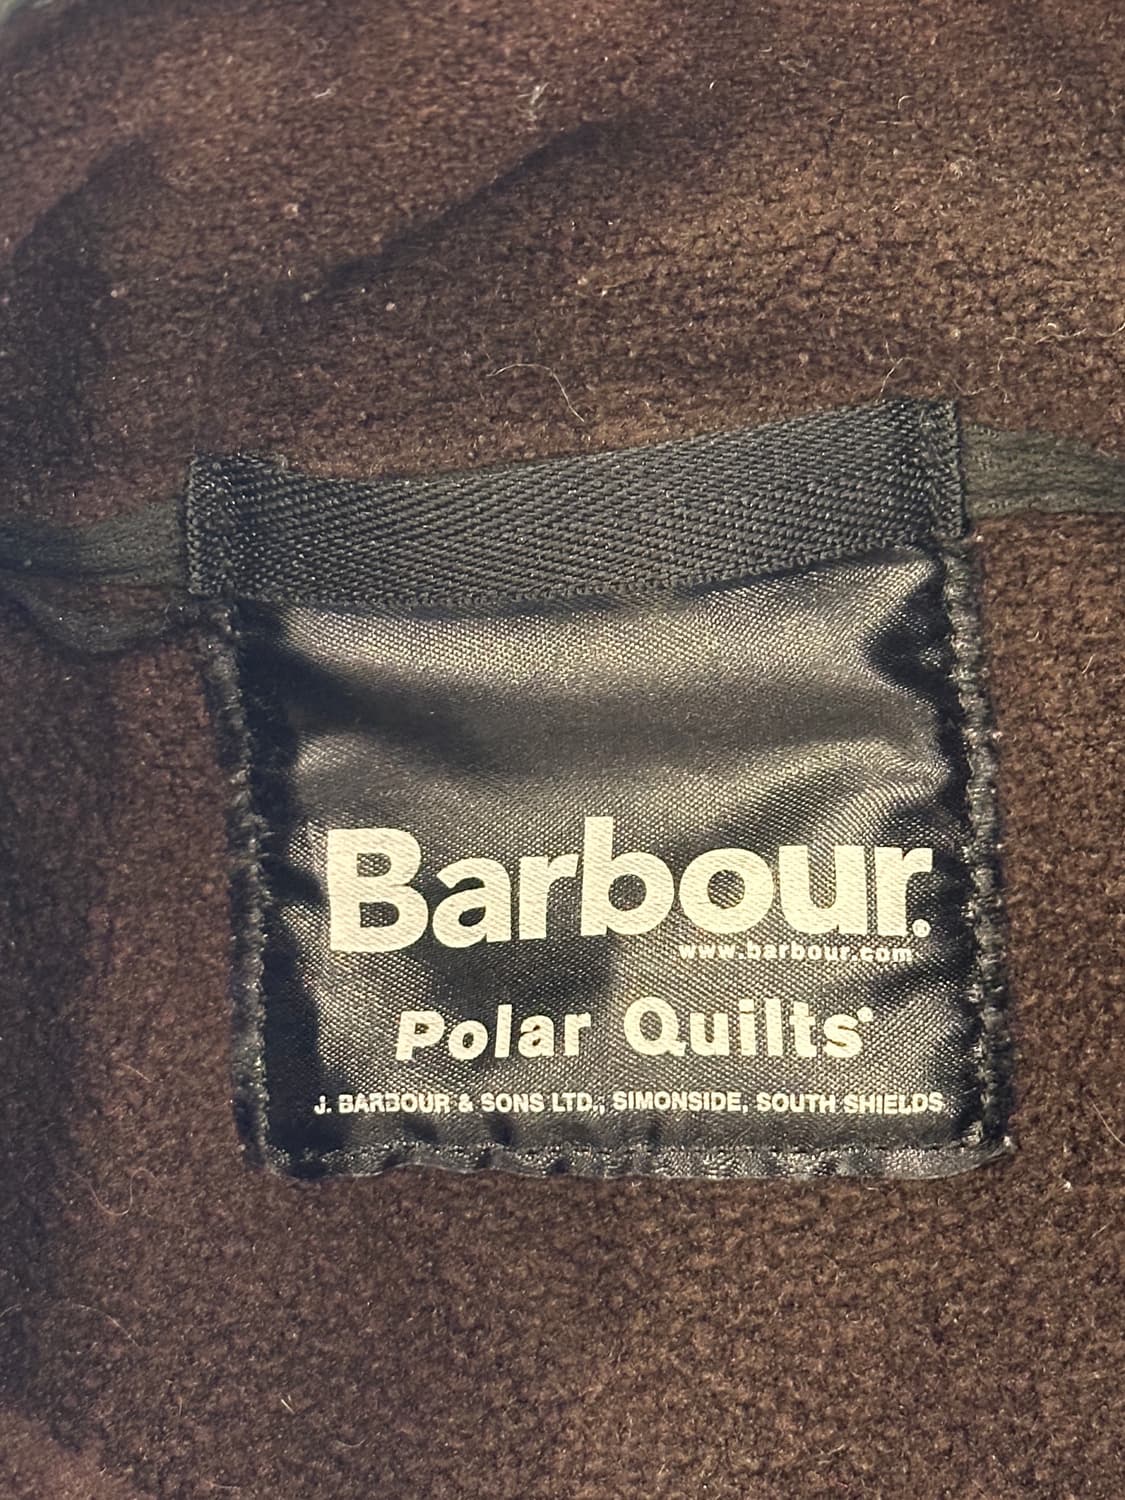 Barbour.
www.barbour.com
Polar Quilts
J. BARBOUR & SONS LTD., SIMONSIDE, SOUTH SHIELDS